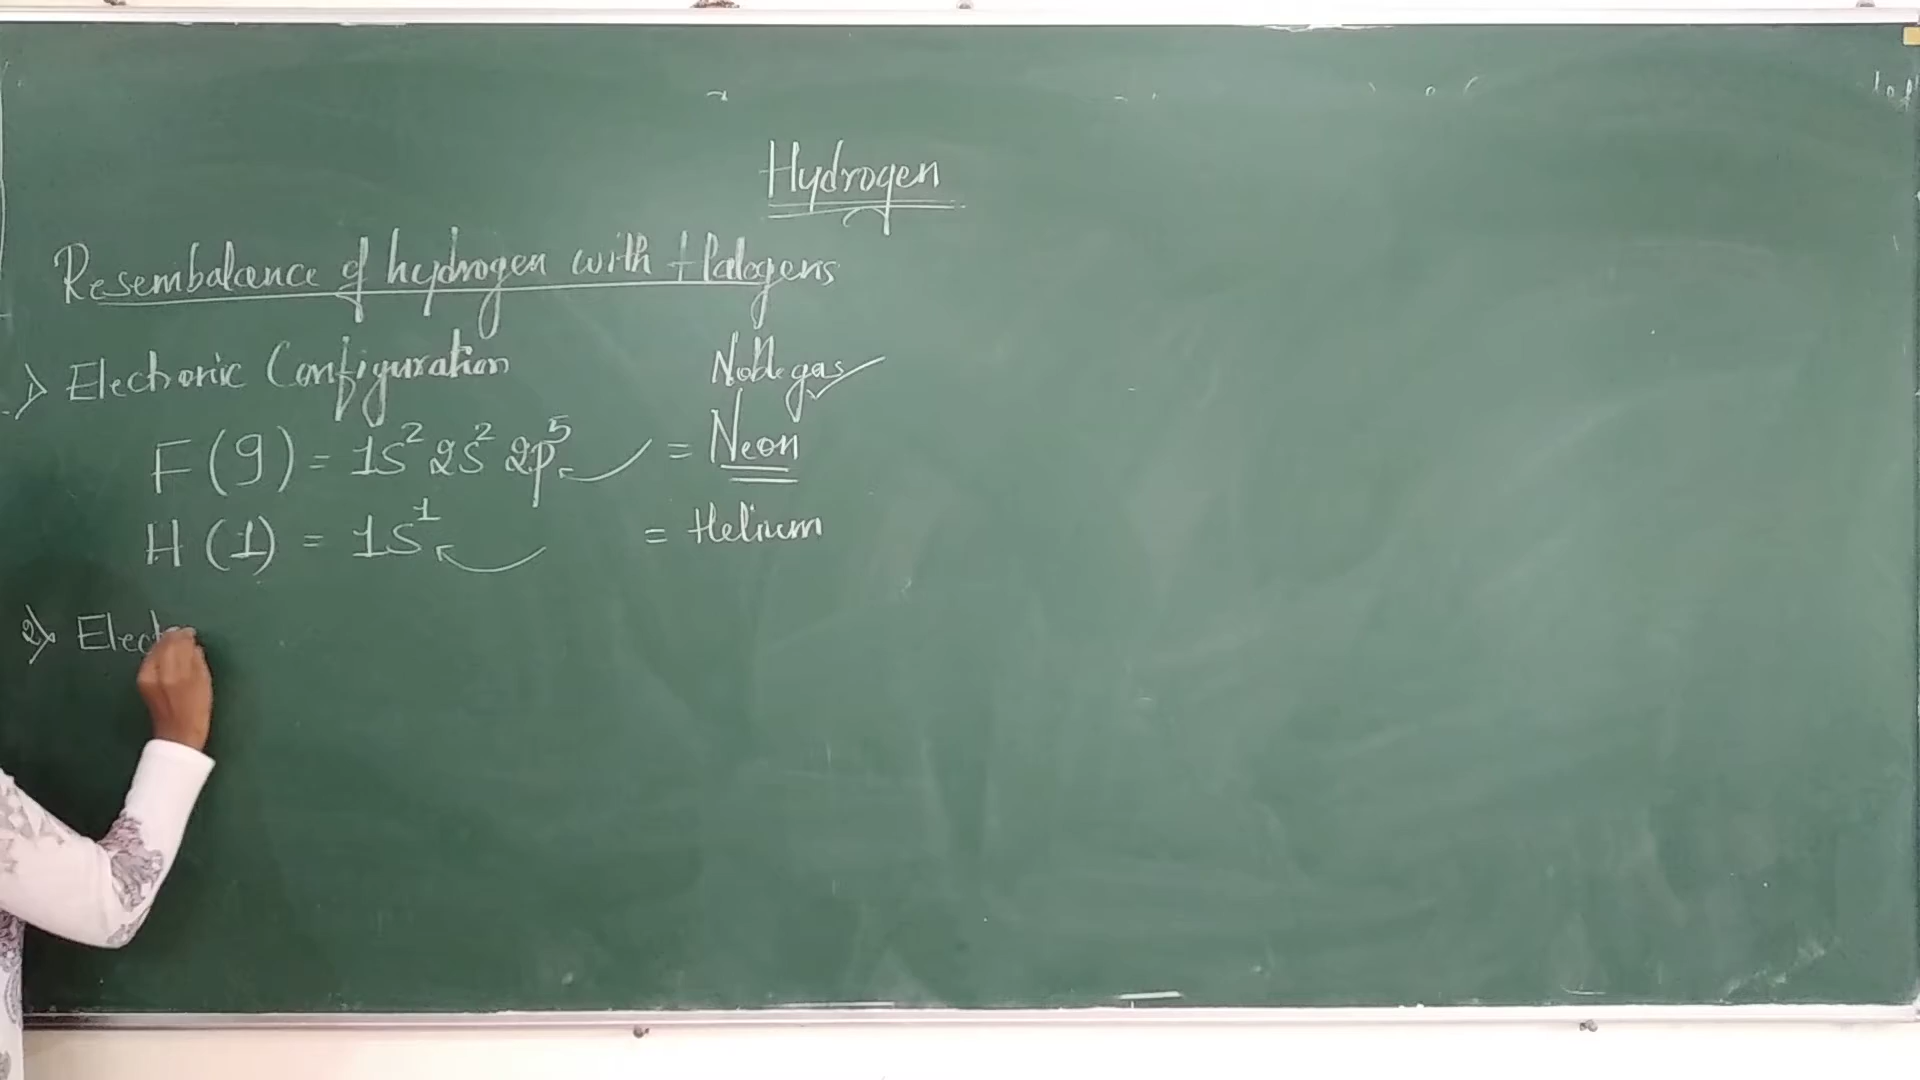 Hydrogen
Resembalance of hydrogen with Halogens
1) Electronic Configuration
Noble gas
F (9) = 1s² 2s² 2p⁵ = Neon
H (1) = 1s¹ = Helium
2) Elect